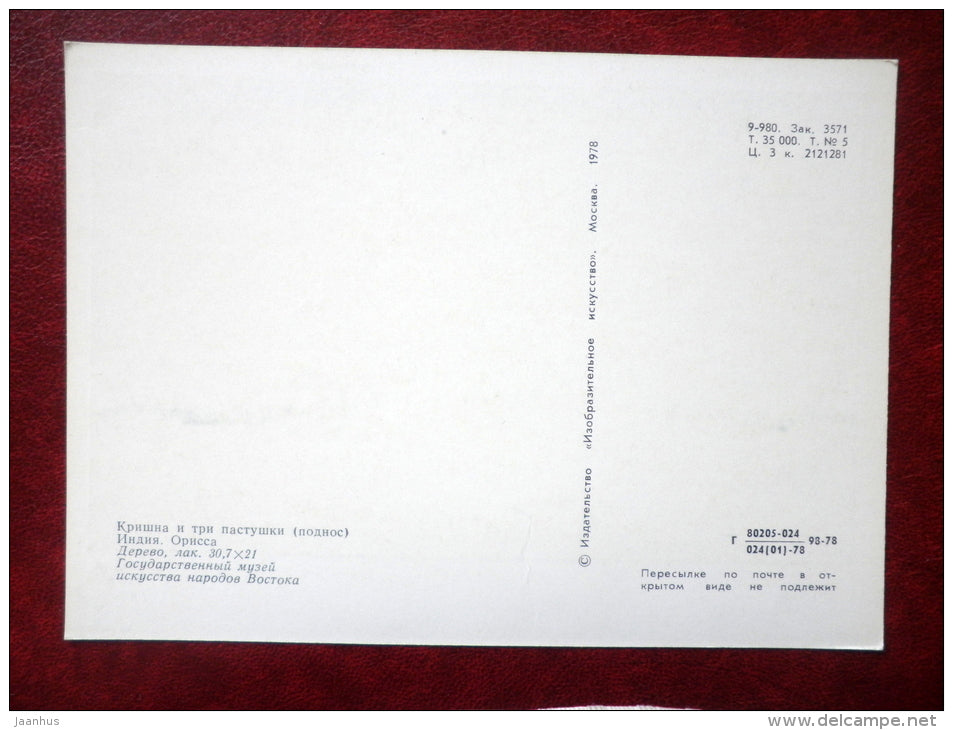 9-980. Зак. 3571
Т. 35 000. Т. № 5
Ц. 3 к. 2121281
© Издательство «Изобразительное искусство». Москва. 1978
Кришна и три пастушки (поднос)
Индия. Орисса
Дерево, лак. 30,7×21
Государственный музей
искусства народов Востока
Г 80205-024 98-78
024(01)-78
Пересылке по почте в от-
крытом виде не подлежит
jaanhus
www.delcampe.net